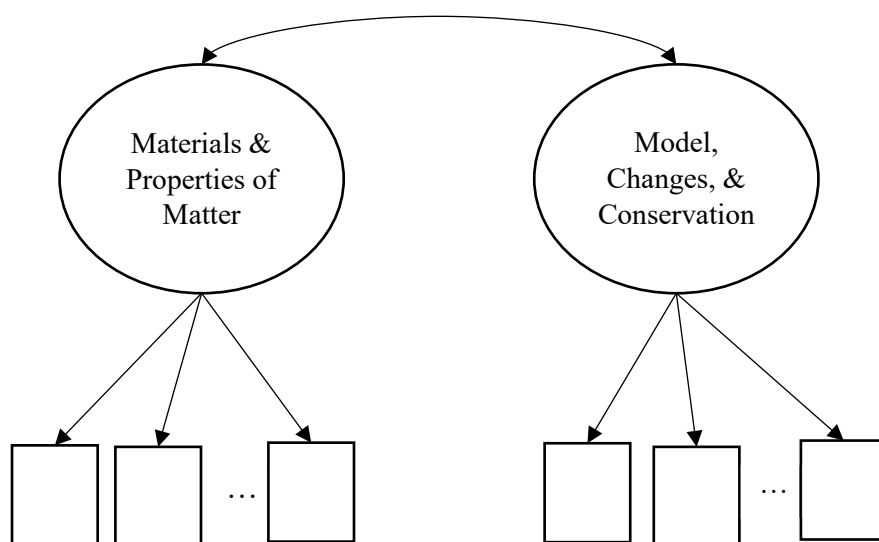 Materials &
Properties of
Matter
Model,
Changes, &
Conservation
...
...